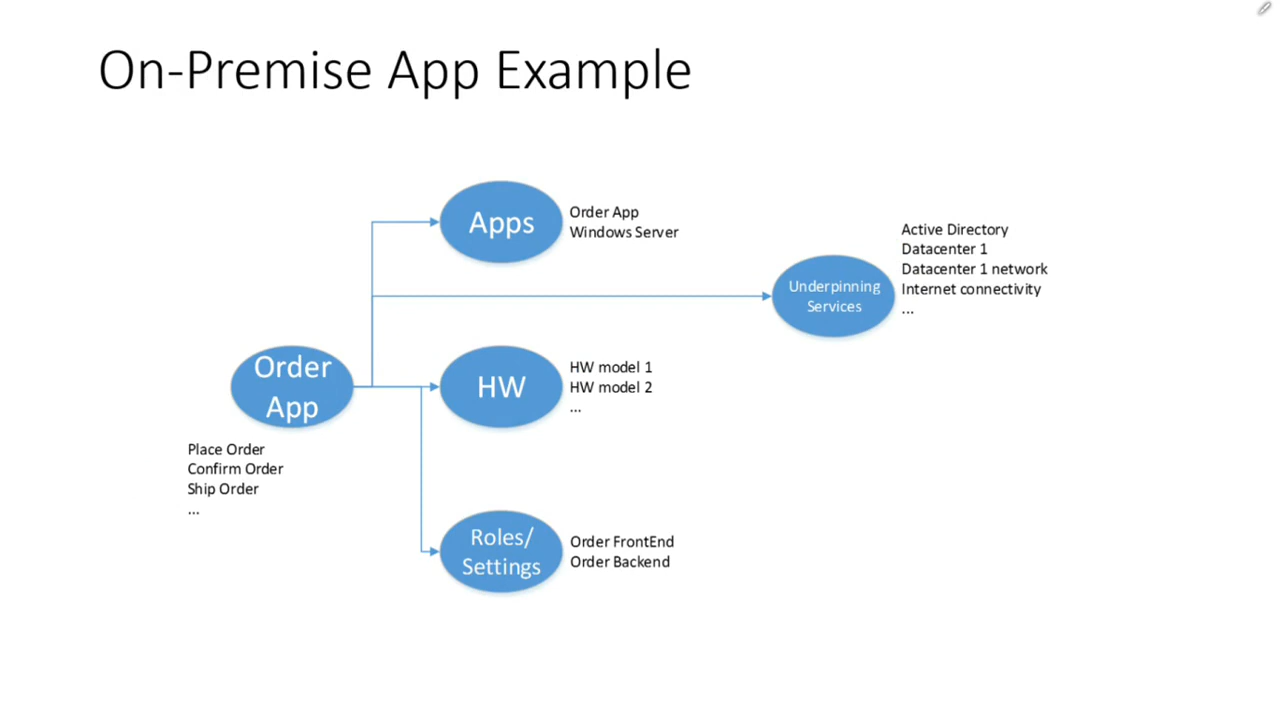 On-Premise App Example
Apps
Order App
Windows Server
Underpinning
Services
Active Directory
Datacenter 1
Datacenter 1 network
Internet connectivity
...
Order
App
Place Order
Confirm Order
Ship Order
...
HW
HW model 1
HW model 2
...
Roles/
Settings
Order FrontEnd
Order Backend